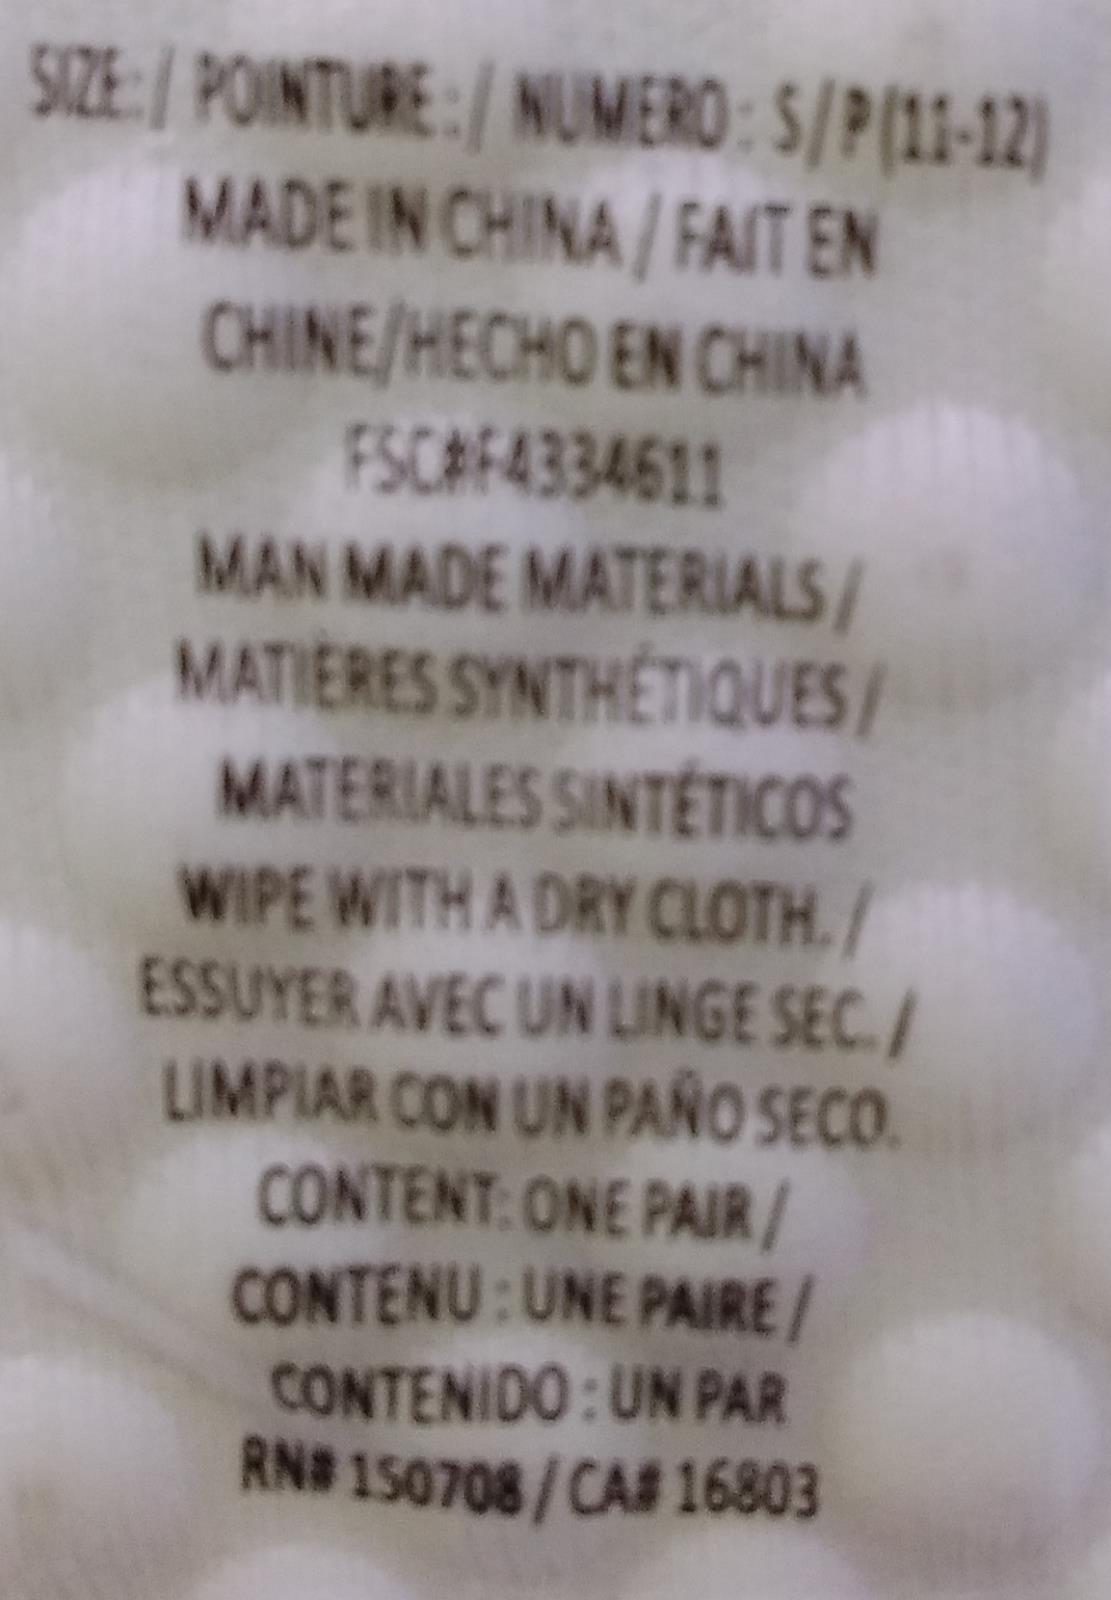 SIZE: / POINTURE : / NUMERO : S/P (11-12)
MADE IN CHINA / FAIT EN
CHINE/HECHO EN CHINA
FSC#F4334611
MAN MADE MATERIALS /
MATIÈRES SYNTHÉTIQUES /
MATERIALES SINTÉTICOS
WIPE WITH A DRY CLOTH. /
ESSUYER AVEC UN LINGE SEC. /
LIMPIAR CON UN PAÑO SECO.
CONTENT: ONE PAIR /
CONTENU : UNE PAIRE /
CONTENIDO : UN PAR
RN# 150708 / CA# 16803